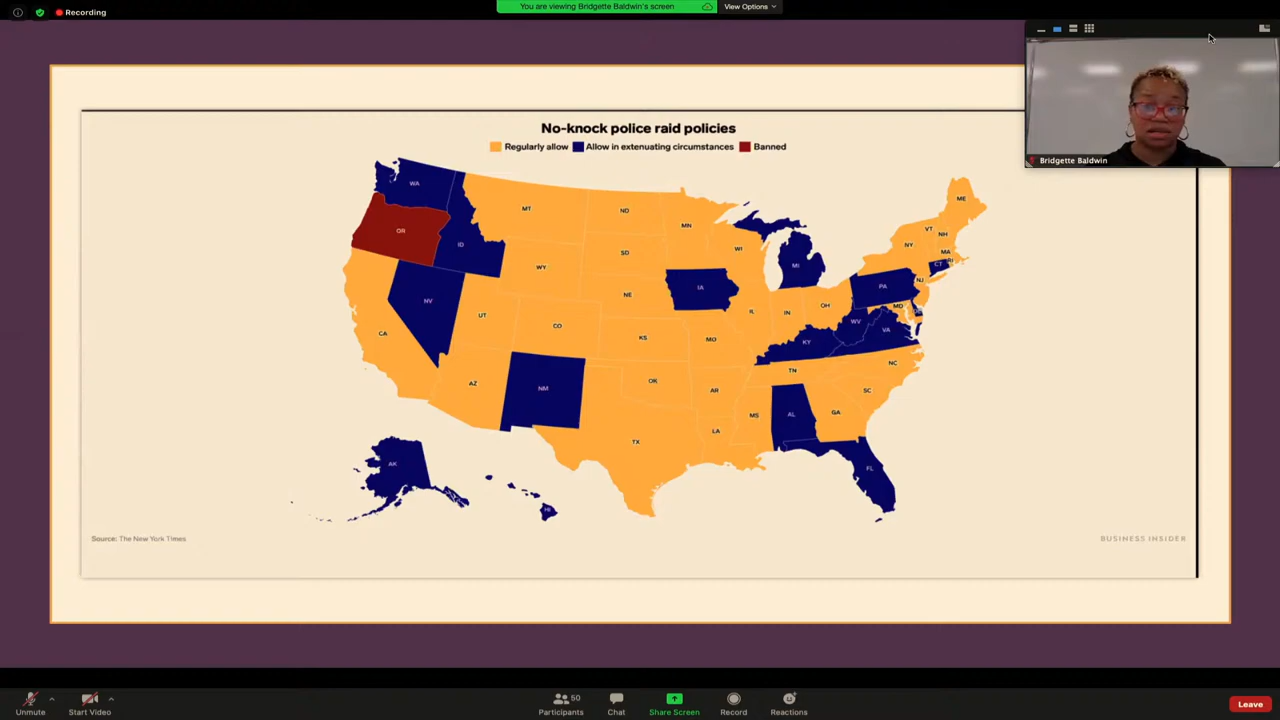 Recording
You are viewing Bridgette Baldwin's screen
View Options
Bridgette Baldwin
No-knock police raid policies
Regularly allow
Allow in extenuating circumstances
Banned
WA
OR
ID
MT
ND
MN
WI
MI
ME
VT
NH
NY
MA
CT
RI
WY
SD
IA
PA
NJ
NV
UT
CO
NE
IL
IN
OH
MD
WV
VA
CA
KS
MO
KY
NC
AZ
NM
OK
AR
TN
SC
TX
LA
MS
AL
GA
FL
AK
HI
Source: The New York Times
BUSINESS INSIDER
Unmute
Start Video
50
Participants
Chat
Share Screen
Record
Reactions
Leave